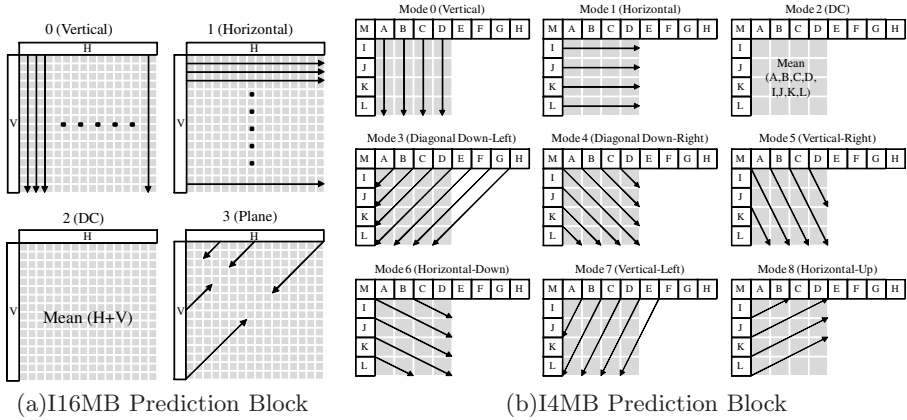 0 (Vertical)
H
V
1 (Horizontal)
H
V
2 (DC)
H
V
Mean (H+V)
3 (Plane)
H
V
(a)I16MB Prediction Block
Mode 0 (Vertical)
M A B C D E F G H
I
J
K
L
Mode 1 (Horizontal)
M A B C D E F G H
I
J
K
L
Mode 2 (DC)
M A B C D E F G H
I
J
K
L
Mean
(A,B,C,D,
I,J,K,L)
Mode 3 (Diagonal Down-Left)
M A B C D E F G H
I
J
K
L
Mode 4 (Diagonal Down-Right)
M A B C D E F G H
I
J
K
L
Mode 5 (Vertical-Right)
M A B C D E F G H
I
J
K
L
Mode 6 (Horizontal-Down)
M A B C D E F G H
I
J
K
L
Mode 7 (Vertical-Left)
M A B C D E F G H
I
J
K
L
Mode 8 (Horizontal-Up)
M A B C D E F G H
I
J
K
L
(b)I4MB Prediction Block